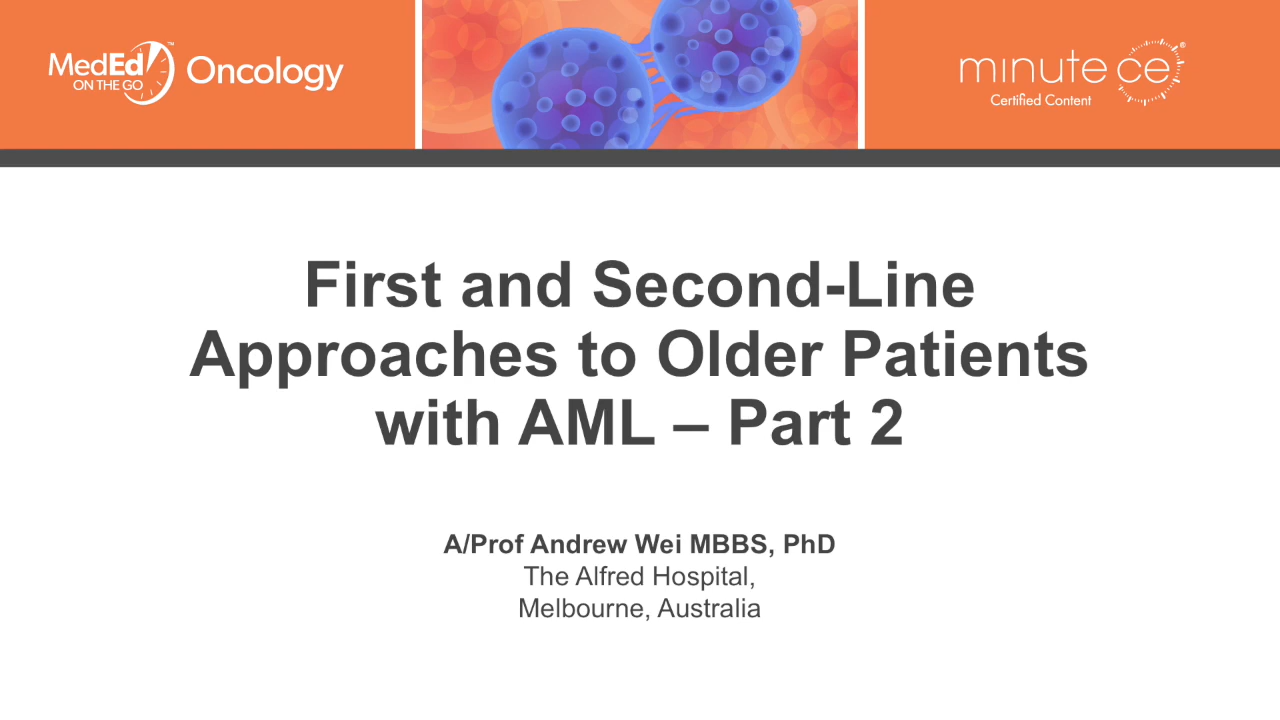 MedEd™ Oncology
ON THE GO
minute ce®
Certified Content
First and Second-Line
Approaches to Older Patients
with AML – Part 2
A/Prof Andrew Wei MBBS, PhD
The Alfred Hospital,
Melbourne, Australia